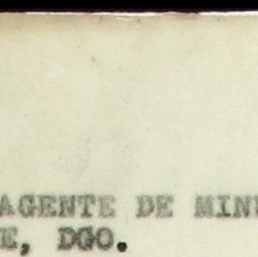 AGENTE DE MIN
E, DGO.